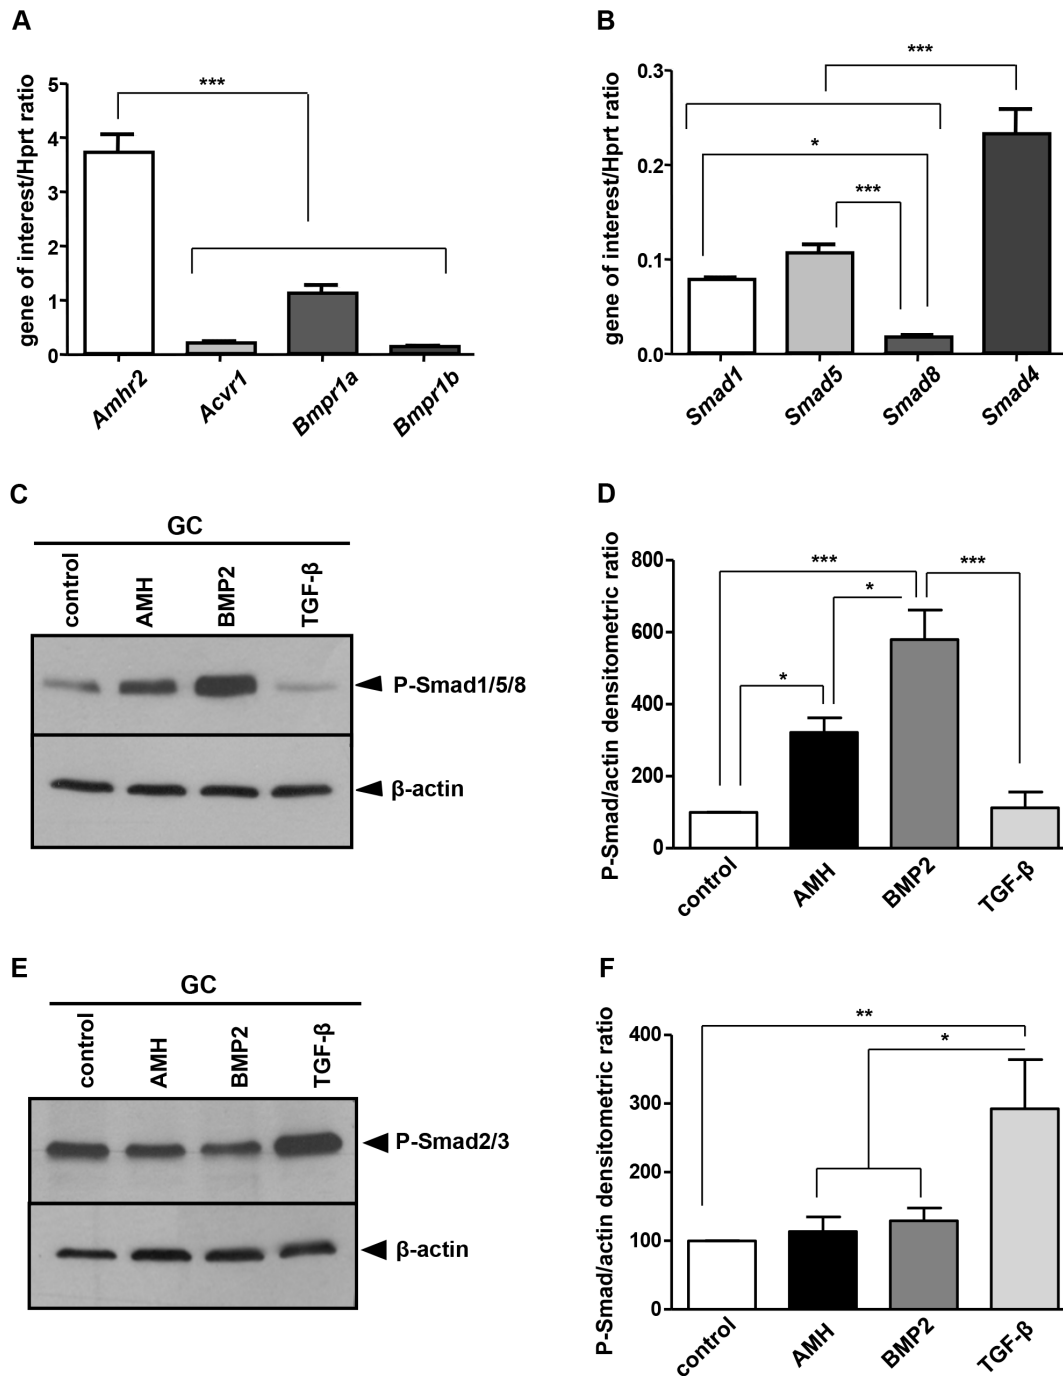 A
gene of interest/Hprt ratio
5
4
3
2
1
0
***
Amhr2
Acvr1
Bmpr1a
Bmpr1b
B
gene of interest/Hprt ratio
0.3
0.2
0.1
0.0
***
*
***
Smad1
Smad5
Smad8
Smad4
C
GC
control
AMH
BMP2
TGF-β
P-Smad1/5/8
β-actin
D
P-Smad/actin densitometric ratio
800
600
400
200
0
***
***
*
*
control
AMH
BMP2
TGF-β
E
GC
control
AMH
BMP2
TGF-β
P-Smad2/3
β-actin
F
P-Smad/actin densitometric ratio
400
300
200
100
0
**
*
control
AMH
BMP2
TGF-β